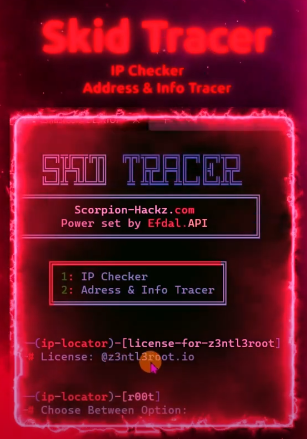 Skid Tracer
IP Checker
Address & Info Tracer
SKID TRACER
Scorpion-Hackz.com
Power set by Efdal.API
1: IP Checker
2: Adress & Info Tracer
—(ip-locator)-[license-for-z3ntl3root]
# License: @z3ntl3root.io
—(ip-locator)-[r00t]
# Choose Between Option: